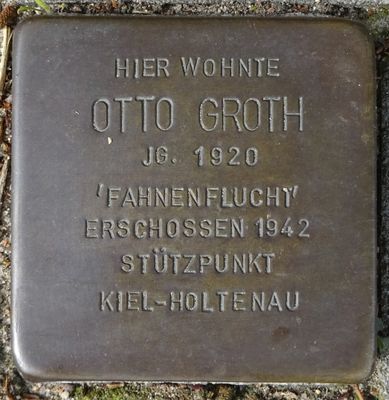 HIER WOHNTE
OTTO GROTH
JG. 1920
'FAHNENFLUCHT'
ERSCHOSSEN 1942
STÜTZPUNKT
KIEL-HOLTENAU